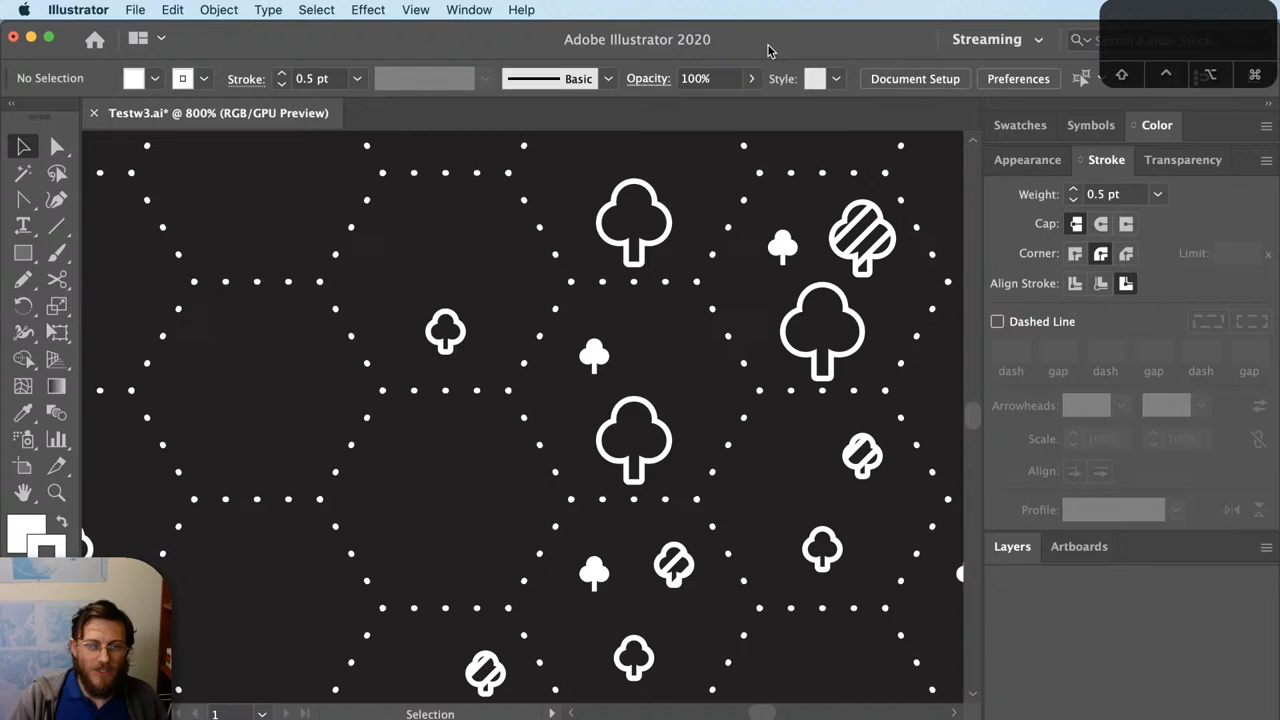 Illustrator File Edit Object Type Select Effect View Window Help
Adobe Illustrator 2020
Streaming
No Selection
Stroke:
0.5 pt
Basic
Opacity:
100%
Style:
Document Setup
Preferences
Testw3.ai* @ 800% (RGB/GPU Preview)
Swatches
Symbols
Color
Appearance
Stroke
Transparency
Weight:
0.5 pt
Cap:
Corner:
Limit:
x
Align Stroke:
Dashed Line
dash gap dash gap dash gap
Arrowheads:
Scale:
100%
100%
Align:
Profile:
Layers
Artboards
1
Selection